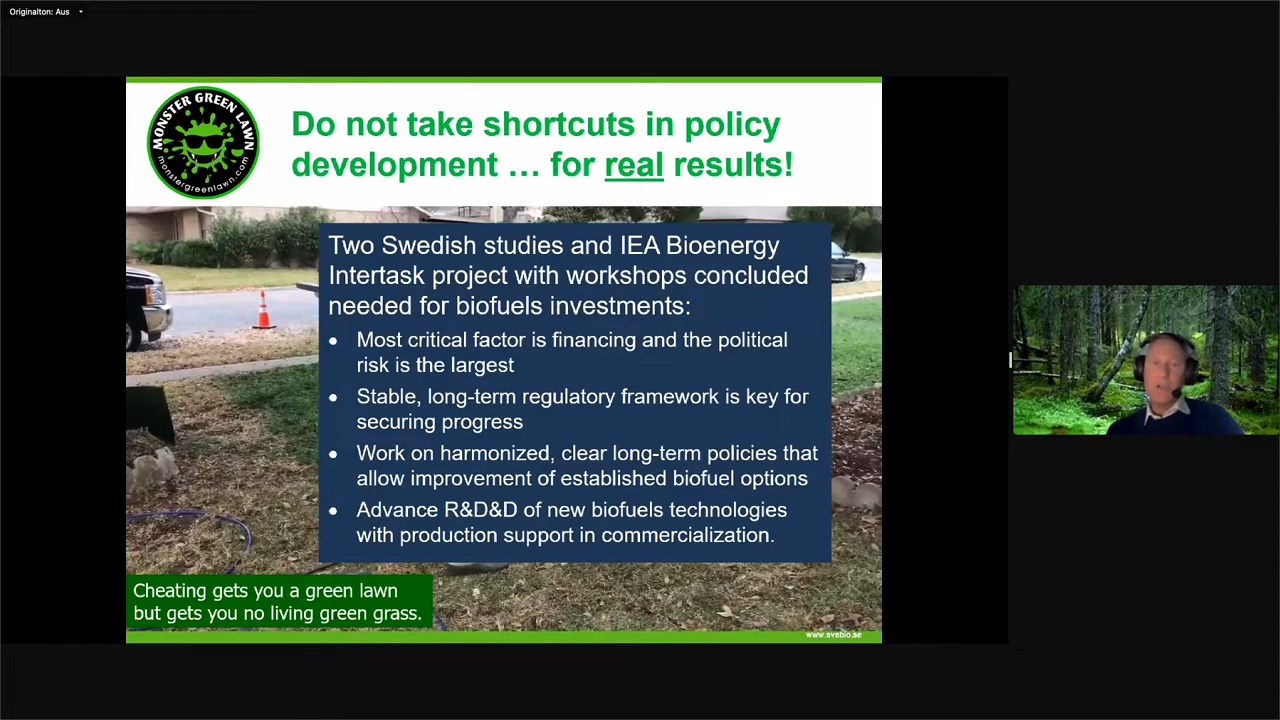 Originalton: Aus
MONSTER GREEN LAWN
monstergreenlawn.com
Do not take shortcuts in policy
development … for real results!
Two Swedish studies and IEA Bioenergy
Intertask project with workshops concluded
needed for biofuels investments:
• Most critical factor is financing and the political
risk is the largest
• Stable, long-term regulatory framework is key for
securing progress
• Work on harmonized, clear long-term policies that
allow improvement of established biofuel options
• Advance R&D&D of new biofuels technologies
with production support in commercialization.
Cheating gets you a green lawn
but gets you no living green grass.
www.svebio.se